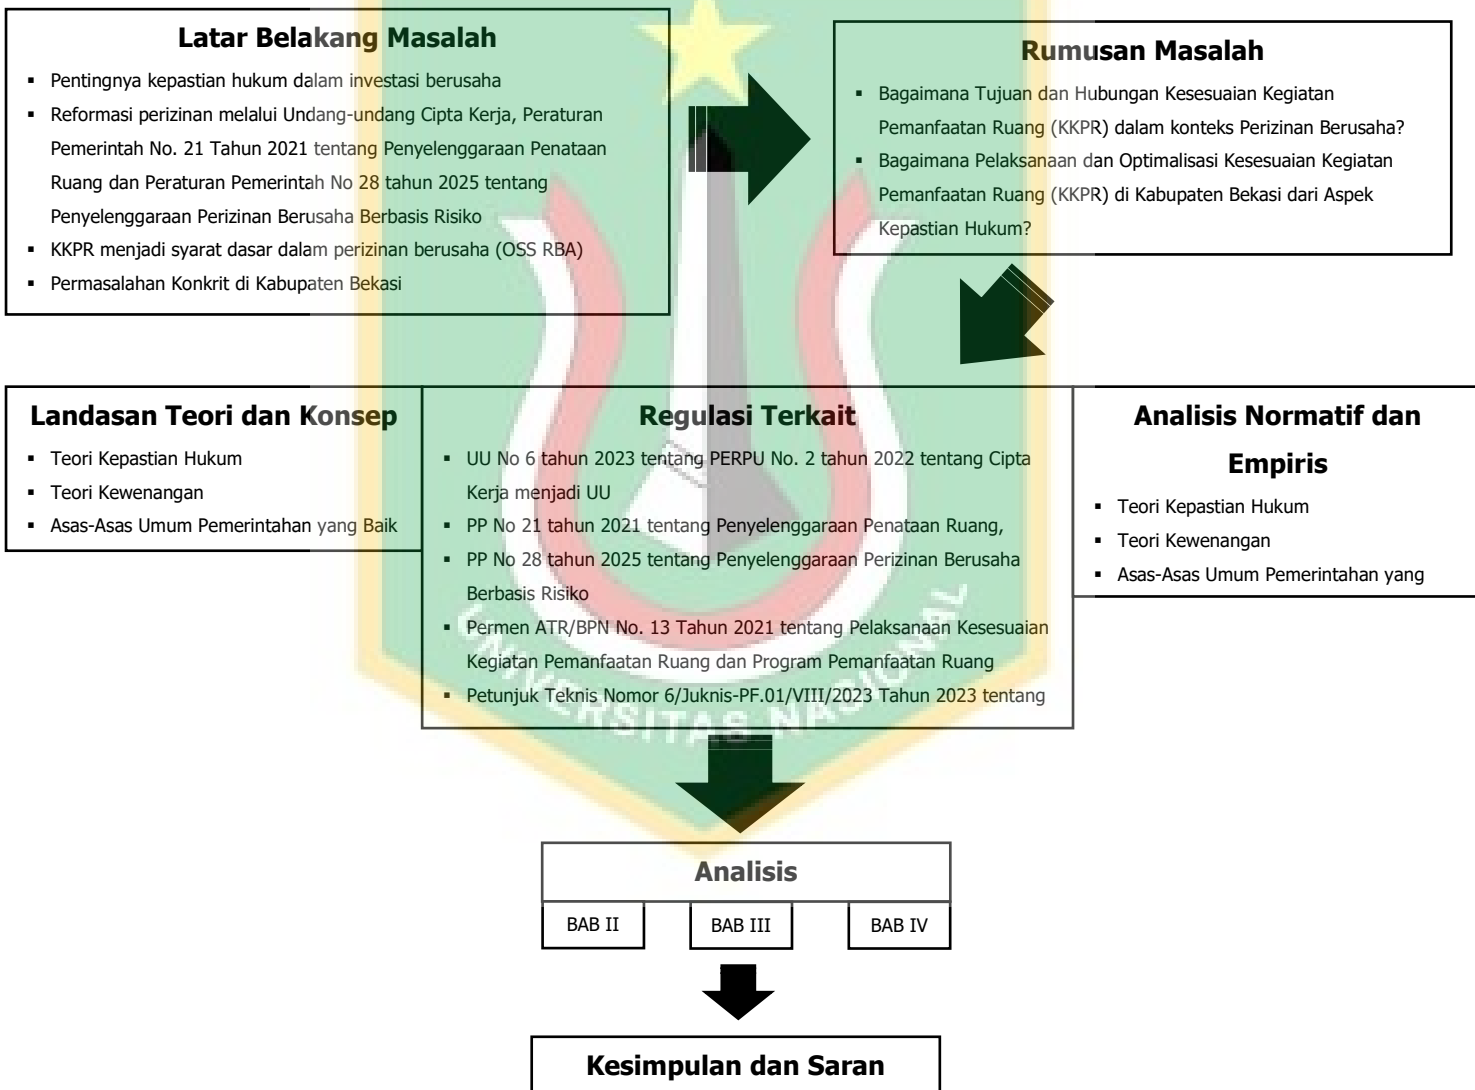 Latar Belakang Masalah
▪ Pentingnya kepastian hukum dalam investasi berusaha
▪ Reformasi perizinan melalui Undang-undang Cipta Kerja, Peraturan
Pemerintah No. 21 Tahun 2021 tentang Penyelenggaraan Penataan
Ruang dan Peraturan Pemerintah No 28 tahun 2025 tentang
Penyelenggaraan Perizinan Berusaha Berbasis Risiko
▪ KKPR menjadi syarat dasar dalam perizinan berusaha (OSS RBA)
▪ Permasalahan Konkrit di Kabupaten Bekasi
Rumusan Masalah
▪ Bagaimana Tujuan dan Hubungan Kesesuaian Kegiatan
Pemanfaatan Ruang (KKPR) dalam konteks Perizinan Berusaha?
▪ Bagaimana Pelaksanaan dan Optimalisasi Kesesuaian Kegiatan
Pemanfaatan Ruang (KKPR) di Kabupaten Bekasi dari Aspek
Kepastian Hukum?
Landasan Teori dan Konsep
▪ Teori Kepastian Hukum
▪ Teori Kewenangan
▪ Asas-Asas Umum Pemerintahan yang Baik
Regulasi Terkait
▪ UU No 6 tahun 2023 tentang PERPU No. 2 tahun 2022 tentang Cipta
Kerja menjadi UU
▪ PP No 21 tahun 2021 tentang Penyelenggaraan Penataan Ruang,
▪ PP No 28 tahun 2025 tentang Penyelenggaraan Perizinan Berusaha
Berbasis Risiko
▪ Permen ATR/BPN No. 13 Tahun 2021 tentang Pelaksanaan Kesesuaian
Kegiatan Pemanfaatan Ruang dan Program Pemanfaatan Ruang
▪ Petunjuk Teknis Nomor 6/Juknis-PF.01/VIII/2023 Tahun 2023 tentang
Analisis Normatif dan
Empiris
▪ Teori Kepastian Hukum
▪ Teori Kewenangan
▪ Asas-Asas Umum Pemerintahan yang
UNIVERSITAS NASIONAL
Analisis
BAB II
BAB III
BAB IV
Kesimpulan dan Saran